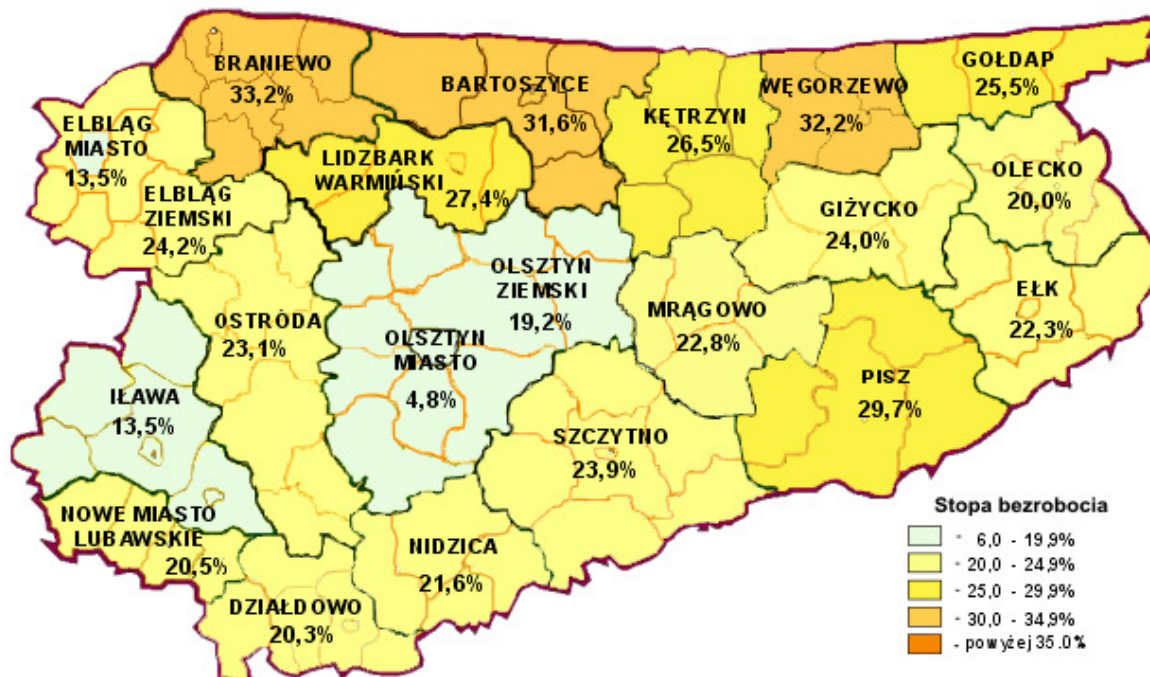 BRANIEWO
33,2%
BARTOSZYCE
31,6%
KĘTRZYN
26,5%
WĘGORZEWO
32,2%
GOŁDAP
25,5%
ELBLĄG
MIASTO
13,5%
ELBLĄG
ZIEMSKI
24,2%
LIDZBARK
WARMIŃSKI
27,4%
OLECKO
20,0%
GIŻYCKO
24,0%
OLSZTYN
ZIEMSKI
19,2%
OLSZTYN
MIASTO
4,8%
MRĄGOWO
22,8%
EŁK
22,3%
OSTRÓDA
23,1%
IŁAWA
13,5%
PISZ
29,7%
SZCZYTNO
23,9%
NOWE MIASTO
LUBAWSKIE
20,5%
NIDZICA
21,6%
DZIAŁDOWO
20,3%
Stopa bezrobocia
- 6,0 - 19,9%
- 20,0 - 24,9%
- 25,0 - 29,9%
- 30,0 - 34,9%
- powyżej 35.0%